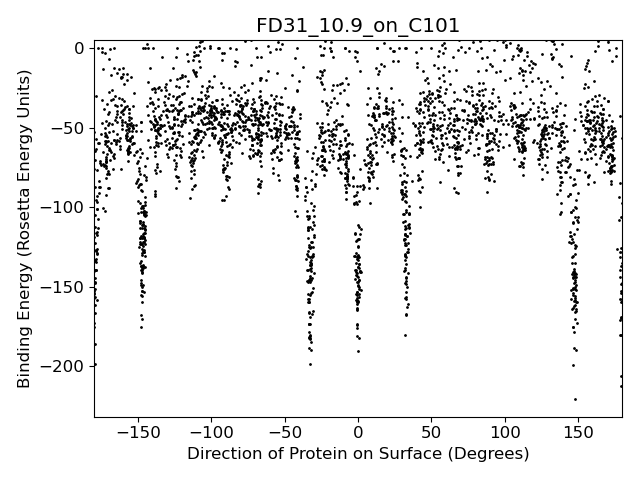 FD31_10.9_on_C101
Binding Energy (Rosetta Energy Units)
0
−50
−100
−150
−200
−150 −100 −50 0 50 100 150
Direction of Protein on Surface (Degrees)